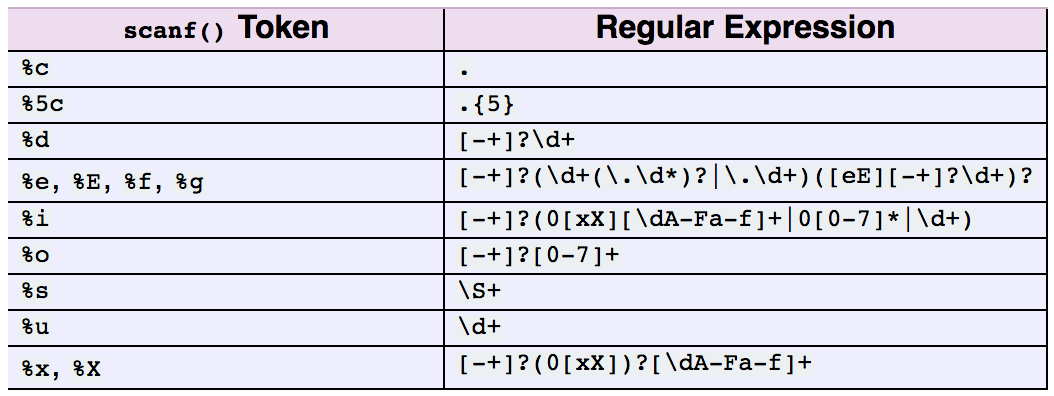 scanf() Token Regular Expression
%c .
%5c .{5}
%d [-+]?\d+
%e, %E, %f, %g [-+]?(\d+(\.\d*)?|\.\d+)([eE][-+]?\d+)?
%i [-+]?(0[xX][\dA-Fa-f]+|0[0-7]*|\d+)
%o [-+]?[0-7]+
%s \S+
%u \d+
%x, %X [-+]?(0[xX])?[\dA-Fa-f]+